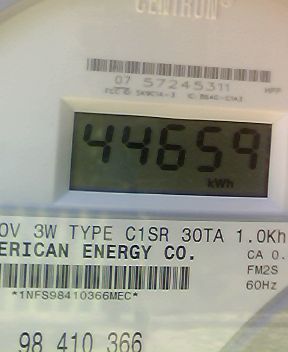 CENTRON®
07 57245311
44659
kWh
0V 3W TYPE C1SR 30TA 1.0Kh
ERICAN ENERGY CO.
CA 0.
FM2S
*1NFS98410366MEC*
60Hz
98 410 366